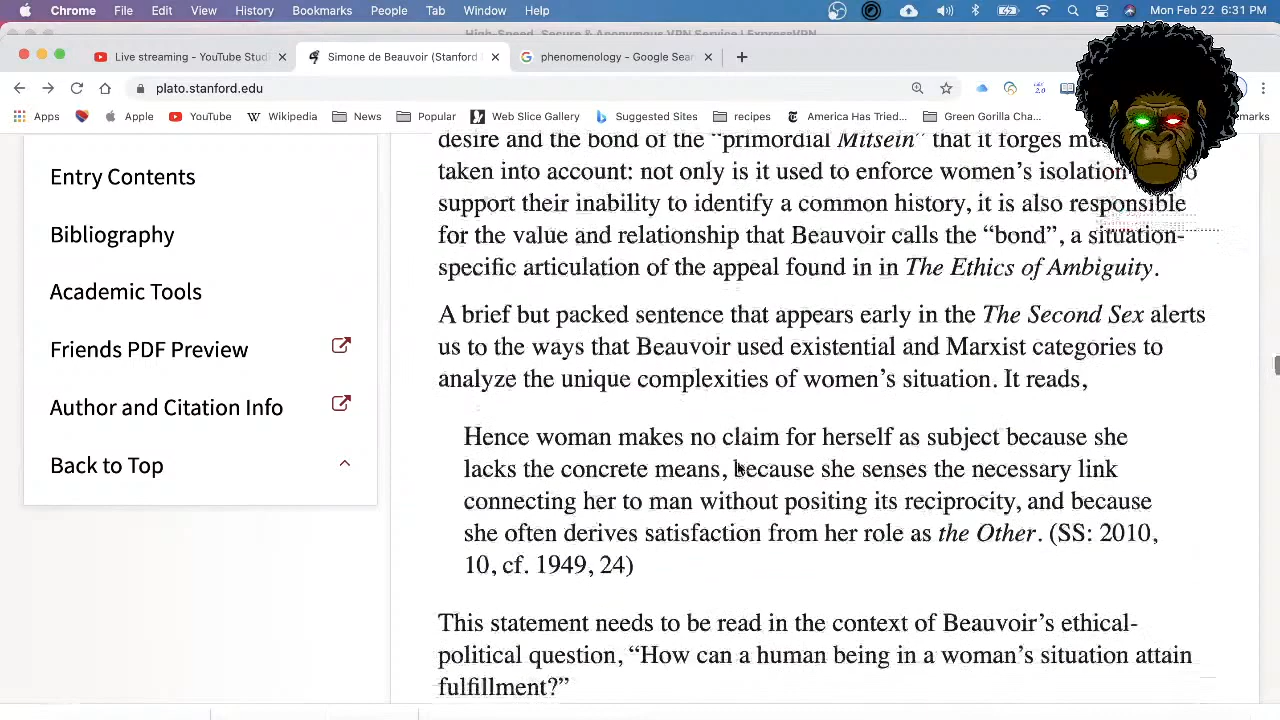 Chrome File Edit View History Bookmarks People Tab Window Help Mon Feb 22 6:31 PM
High-Speed, Secure & Anonymous VPN Service | ExpressVPN
Live streaming - YouTube Studi
Simone de Beauvoir (Stanford
phenomenology - Google Sear
plato.stanford.edu
2.0
Apps Apple YouTube Wikipedia News Popular Web Slice Gallery Suggested Sites recipes America Has Tried... Green Gorilla Cha...
Entry Contents
Bibliography
Academic Tools
Friends PDF Preview
Author and Citation Info
Back to Top
desire and the bond of the “primordial Mitsein” that it forges
taken into account: not only is it used to enforce women’s isolation
support their inability to identify a common history, it is also responsible
for the value and relationship that Beauvoir calls the “bond”, a situation-
specific articulation of the appeal found in in The Ethics of Ambiguity.
A brief but packed sentence that appears early in the The Second Sex alerts
us to the ways that Beauvoir used existential and Marxist categories to
analyze the unique complexities of women’s situation. It reads,
Hence woman makes no claim for herself as subject because she
lacks the concrete means, because she senses the necessary link
connecting her to man without positing its reciprocity, and because
she often derives satisfaction from her role as the Other. (SS: 2010,
10, cf. 1949, 24)
This statement needs to be read in the context of Beauvoir’s ethical-
political question, “How can a human being in a woman’s situation attain
fulfillment?”